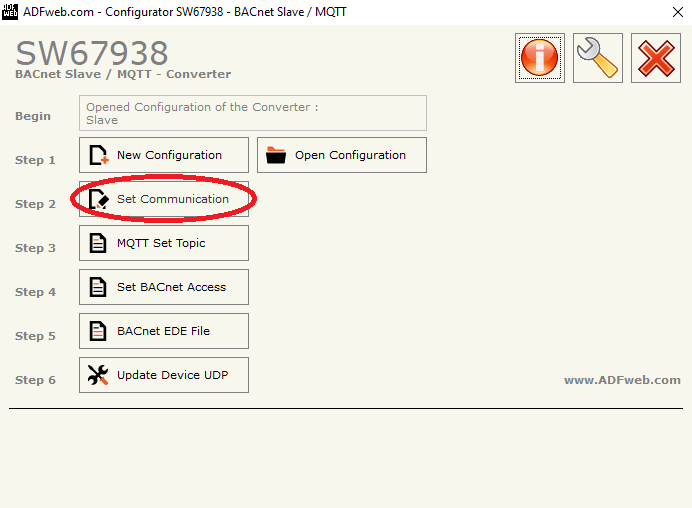 ADF web ADFweb.com - Configurator SW67938 - BACnet Slave / MQTT
SW67938
BACnet Slave / MQTT - Converter
Begin
Opened Configuration of the Converter :
Slave
Step 1 New Configuration Open Configuration
Step 2 Set Communication
Step 3 MQTT Set Topic
Step 4 Set BACnet Access
Step 5 BACnet EDE File
Step 6 Update Device UDP
www.ADFweb.com